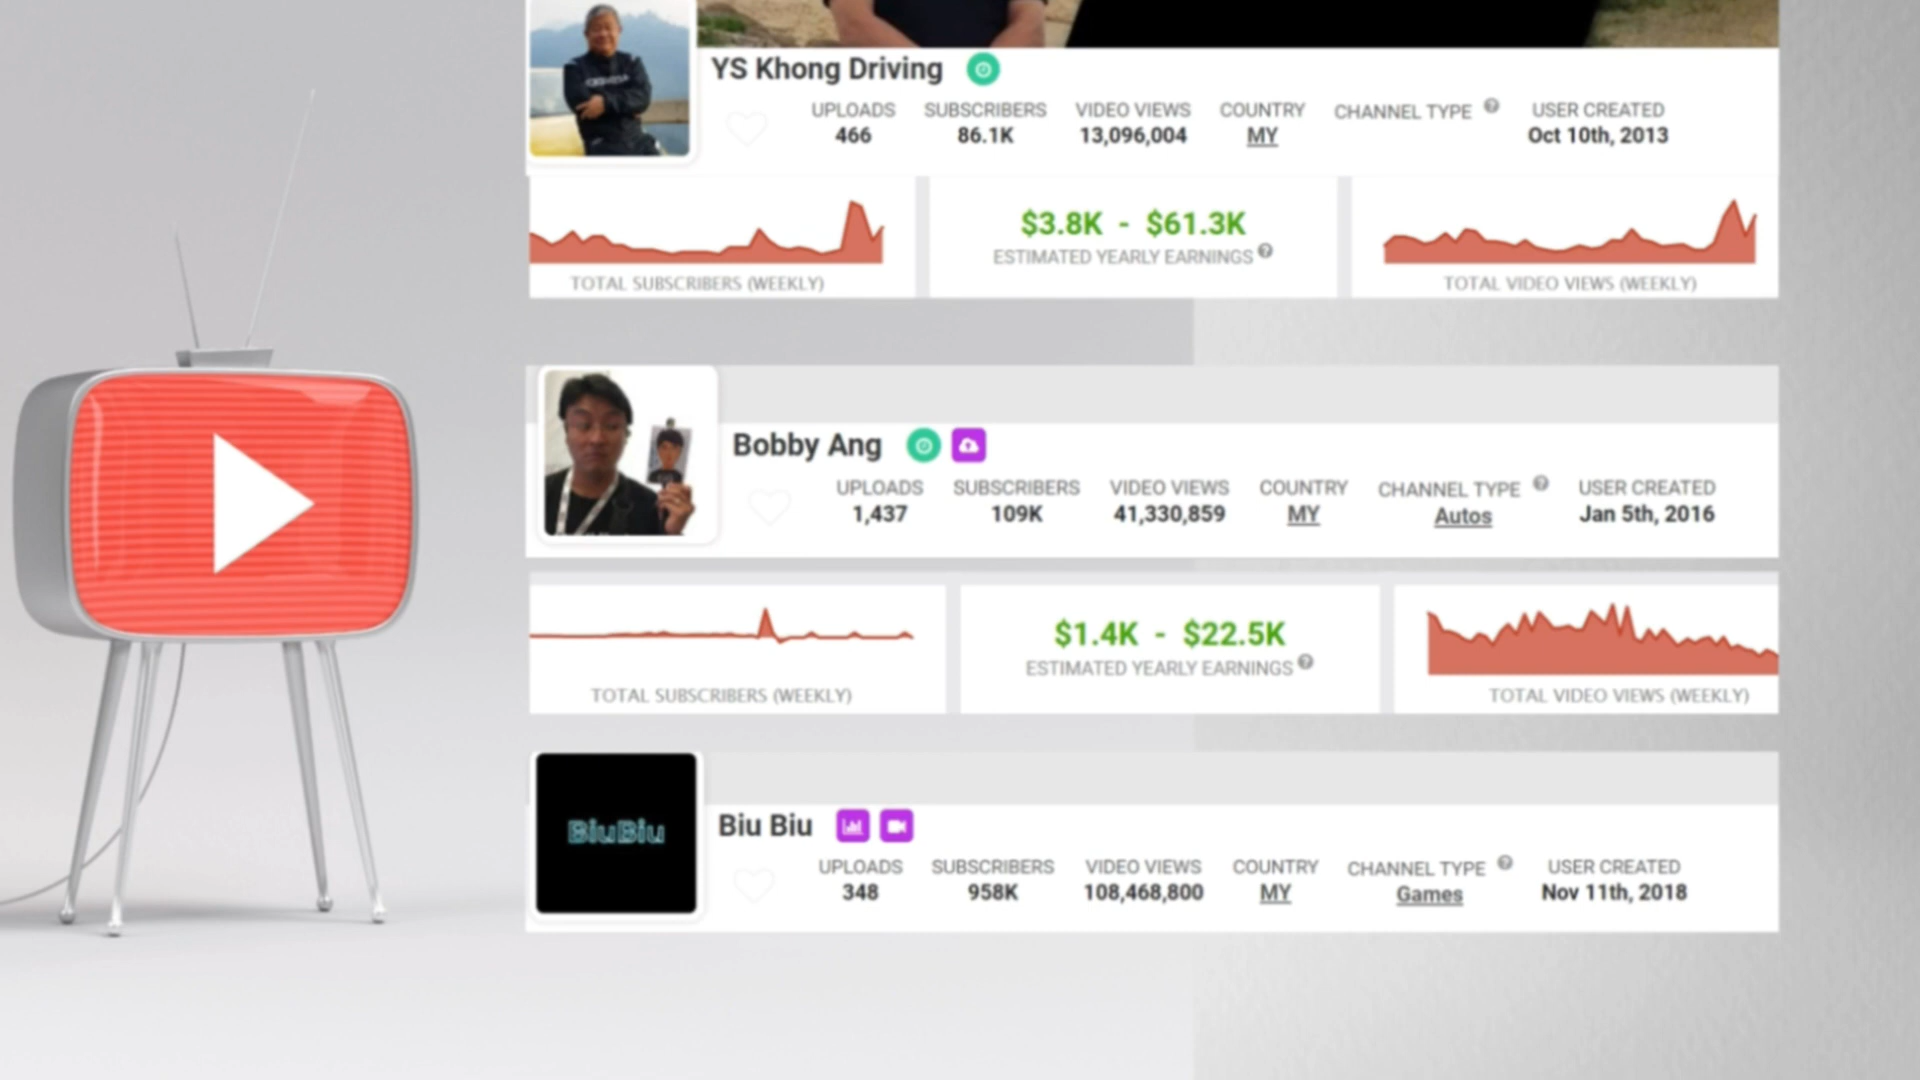 YS Khong Driving
UPLOADS SUBSCRIBERS VIDEO VIEWS COUNTRY CHANNEL TYPE ? USER CREATED
466 86.1K 13,096,004 MY Oct 10th, 2013
$3.8K - $61.3K
ESTIMATED YEARLY EARNINGS ?
TOTAL SUBSCRIBERS (WEEKLY) TOTAL VIDEO VIEWS (WEEKLY)
Bobby Ang
UPLOADS SUBSCRIBERS VIDEO VIEWS COUNTRY CHANNEL TYPE ? USER CREATED
1,437 109K 41,330,859 MY Autos Jan 5th, 2016
$1.4K - $22.5K
ESTIMATED YEARLY EARNINGS ?
TOTAL SUBSCRIBERS (WEEKLY) TOTAL VIDEO VIEWS (WEEKLY)
BiuBiu
Biu Biu
UPLOADS SUBSCRIBERS VIDEO VIEWS COUNTRY CHANNEL TYPE ? USER CREATED
348 958K 108,468,800 MY Games Nov 11th, 2018